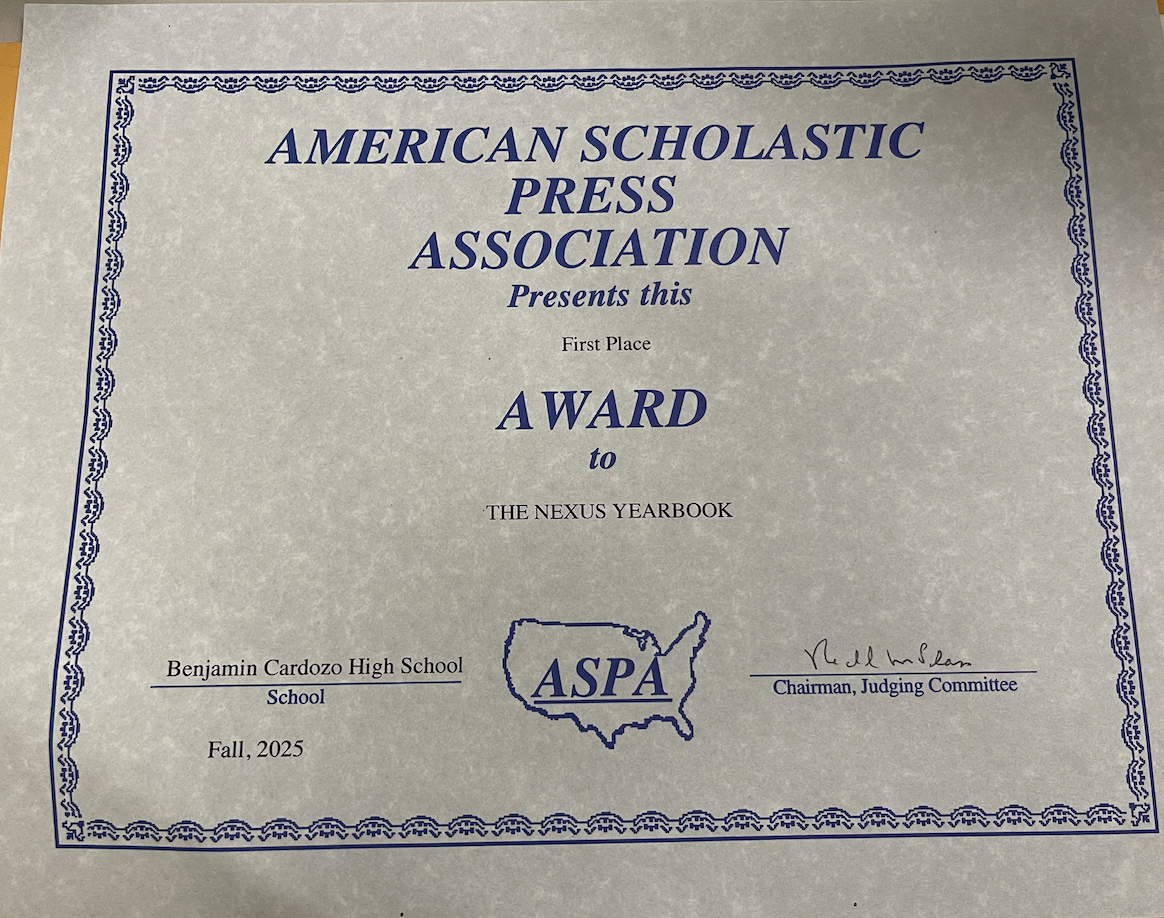 AMERICAN SCHOLASTIC
PRESS
ASSOCIATION
Presents this
First Place
AWARD
to
THE NEXUS YEARBOOK
Benjamin Cardozo High School
School
Fall, 2025
ASPA
Chairman, Judging Committee